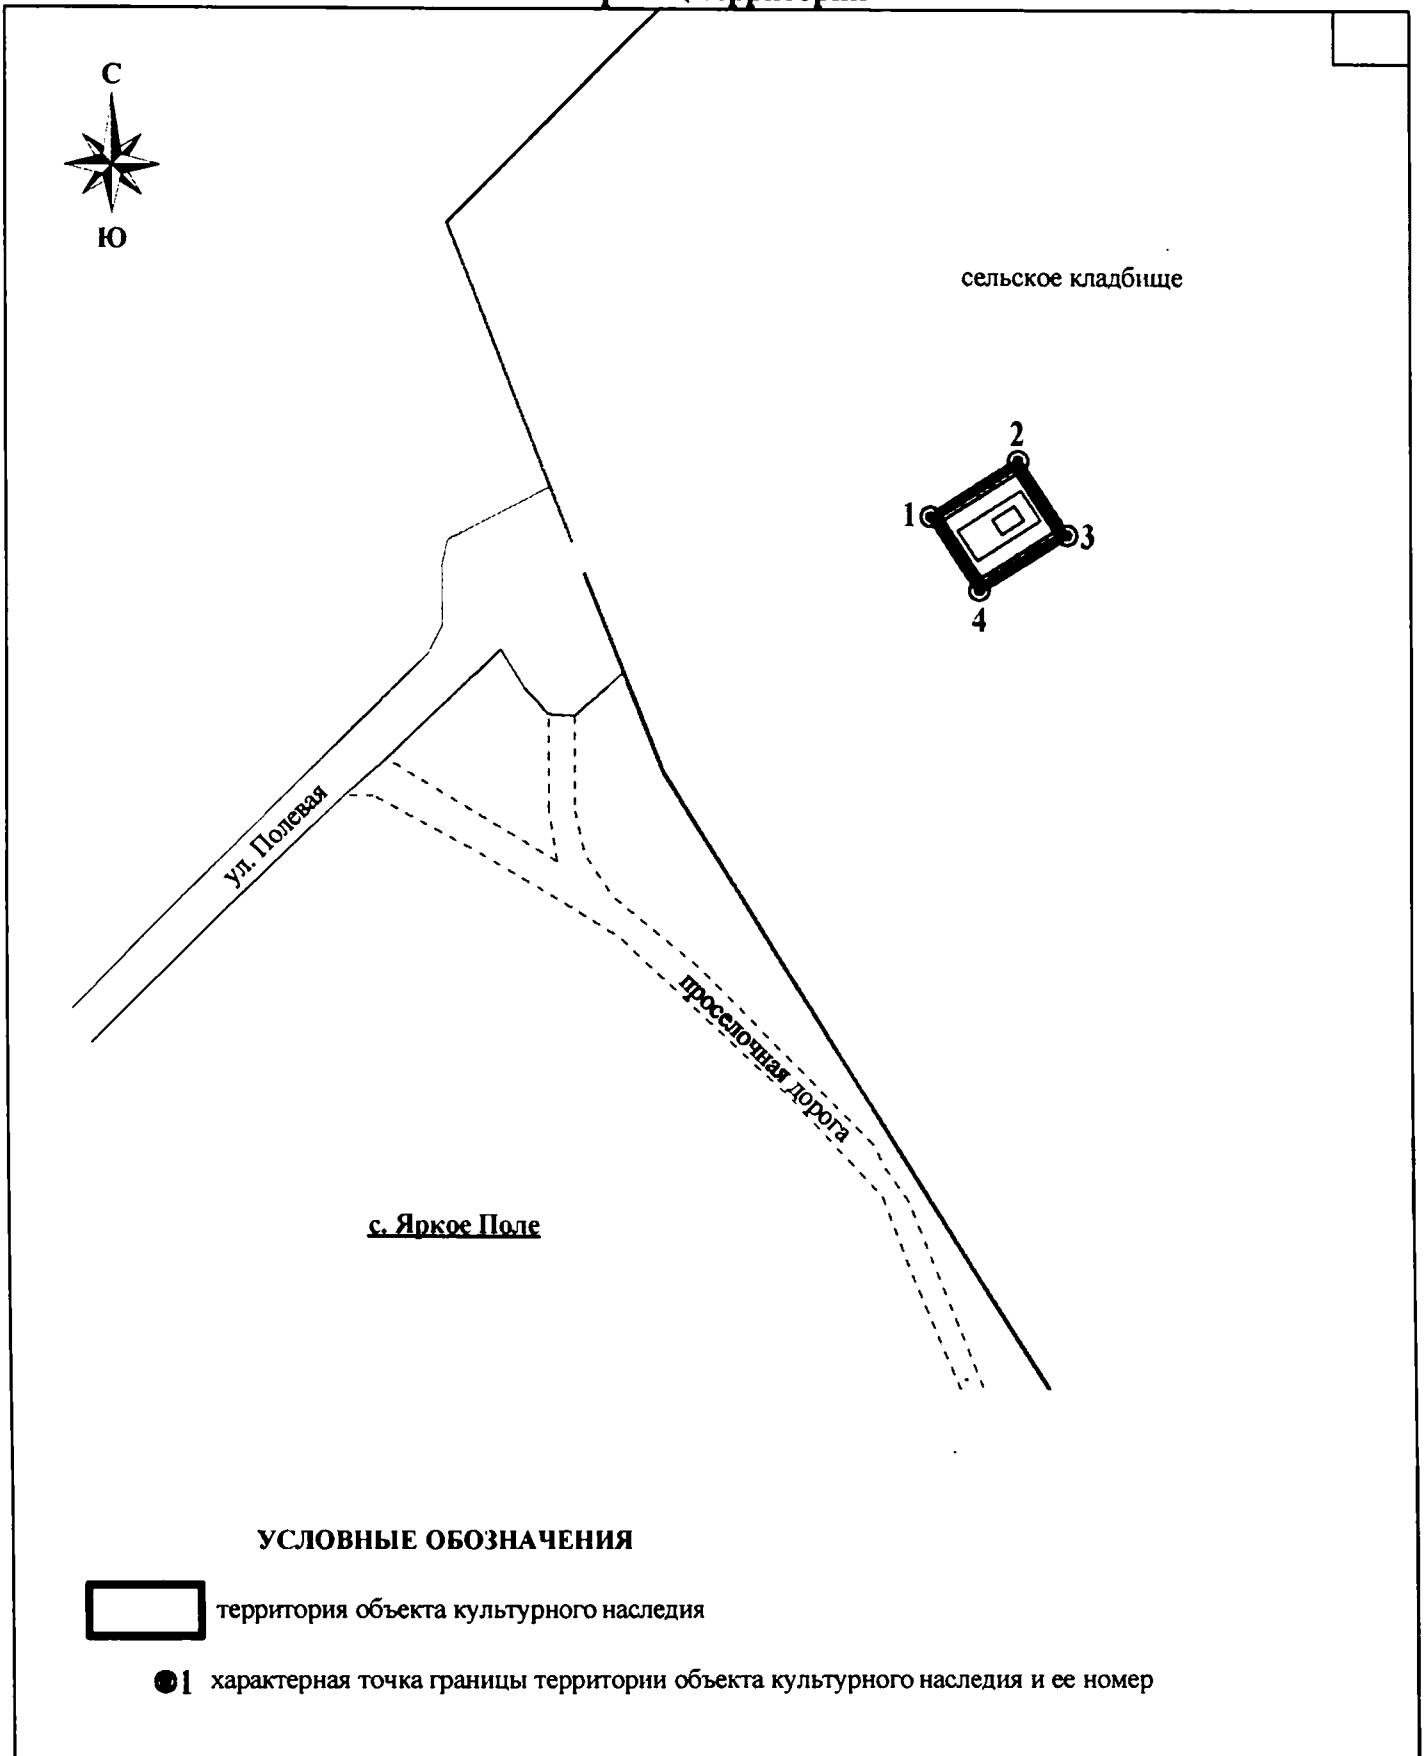 С
Ю
сельское кладбище
2
1
3
4
ул. Полевая
проселочная дорога
с. Яркое Поле
УСЛОВНЫЕ ОБОЗНАЧЕНИЯ
территория объекта культурного наследия
1 характерная точка границы территории объекта культурного наследия и ее номер